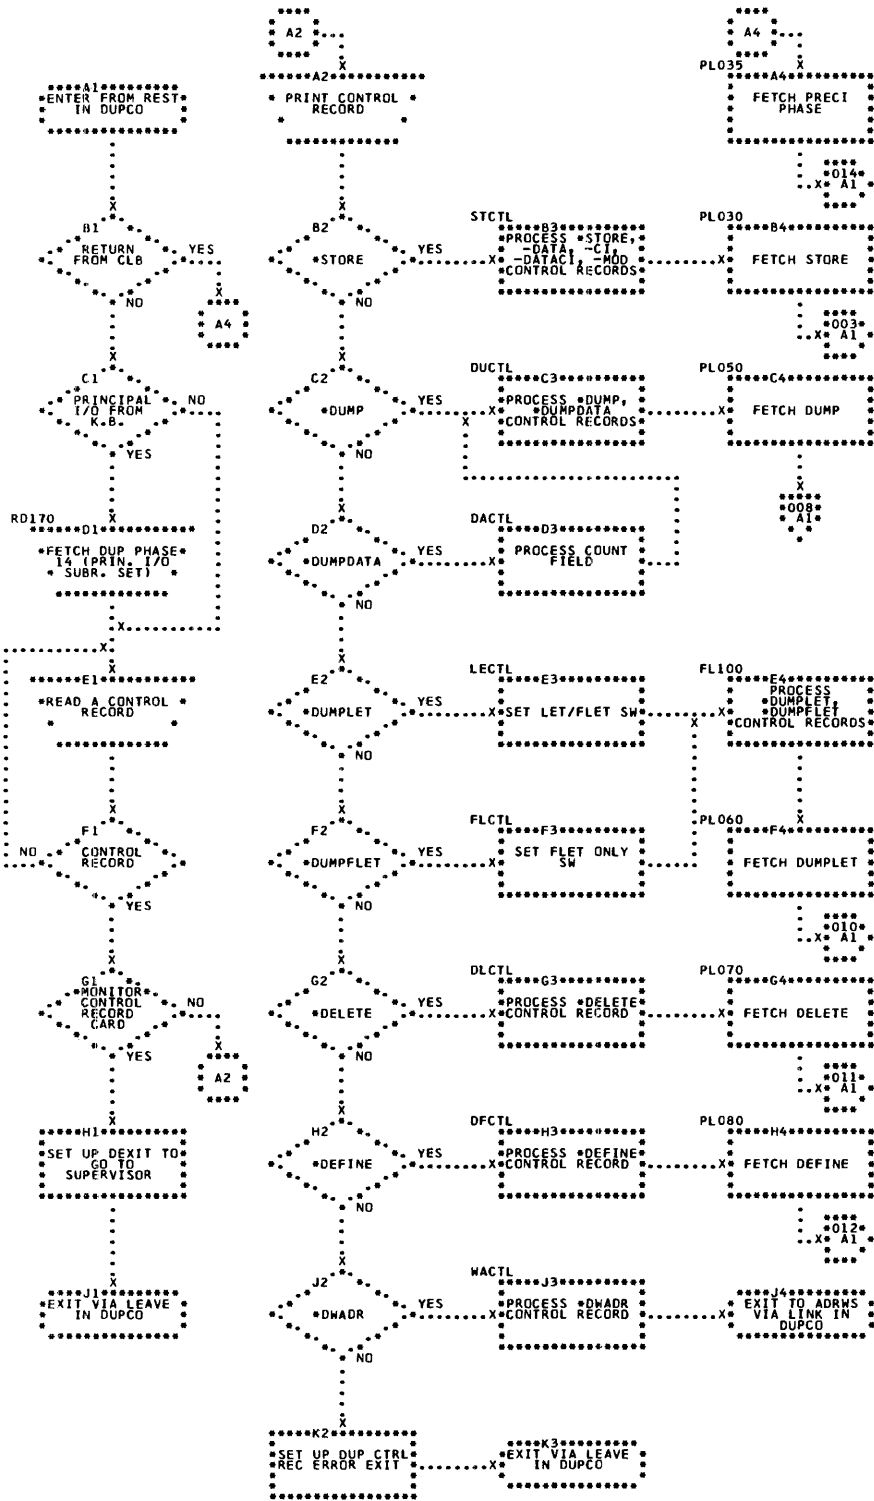 A2
A4
PL035
A1
ENTER FROM REST
IN DUPCO
A2
PRINT CONTROL
RECORD
A4
FETCH PRECI
PHASE
014
A1
B1
RETURN
FROM CLB
YES
NO
A4
B2
*STORE
YES
NO
STCTL
B3
PROCESS *STORE,
-DATA, -CI,
-DATACI, -MOD
CONTROL RECORDS
PL030
B4
FETCH STORE
003
A1
C1
PRINCIPAL
I/O FROM
K.B.
NO
YES
C2
*DUMP
YES
NO
DUCTL
C3
PROCESS *DUMP,
*DUMPDATA
CONTROL RECORDS
PL050
C4
FETCH DUMP
008
A1
RD170
D1
FETCH DUP PHASE
14 (PRIN. I/O
SUBR. SET)
D2
*DUMPDATA
YES
NO
DACTL
D3
PROCESS COUNT
FIELD
E1
READ A CONTROL
RECORD
E2
*DUMPLET
YES
NO
LECTL
E3
SET LET/FLET SW
FL100
E4
PROCESS
*DUMPLET,
*DUMPFLET
CONTROL RECORDS
F1
CONTROL
RECORD
NO
YES
F2
*DUMPFLET
YES
NO
FLCTL
F3
SET FLET ONLY
SW
PL060
F4
FETCH DUMPLET
010
A1
G1
MONITOR
CONTROL
RECORD
CARD
NO
YES
A2
G2
*DELETE
YES
NO
DLCTL
G3
PROCESS *DELETE
CONTROL RECORD
PL070
G4
FETCH DELETE
011
A1
H1
SET UP DEXIT TO
GO TO
SUPERVISOR
H2
*DEFINE
YES
NO
DFCTL
H3
PROCESS *DEFINE
CONTROL RECORD
PL080
H4
FETCH DEFINE
012
A1
J1
EXIT VIA LEAVE
IN DUPCO
J2
*DWADR
YES
NO
WACTL
J3
PROCESS *DWADR
CONTROL RECORD
J4
EXIT TO ADRWS
VIA LINK IN
DUPCO
K2
SET UP DUP CTRL
REC ERROR EXIT
K3
EXIT VIA LEAVE
IN DUPCO